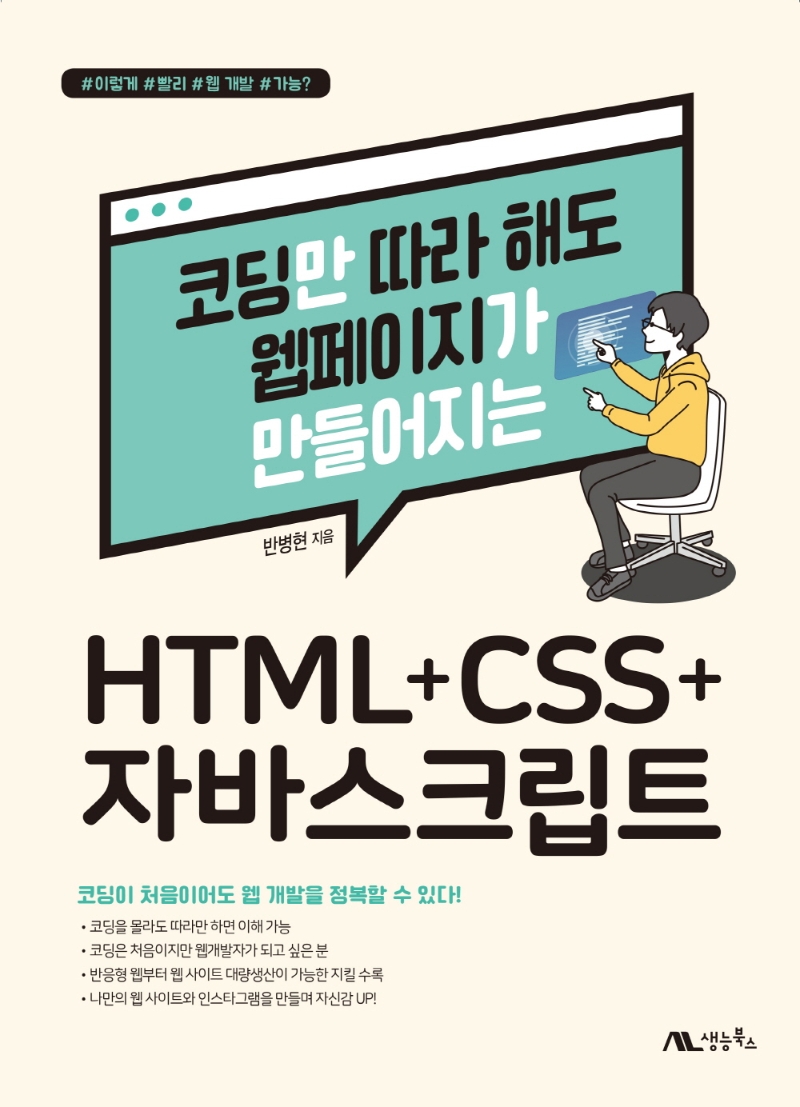 #이렇게 #빨리 #웹 개발 #가능?
코딩만 따라 해도
웹페이지가
만들어지는
반병현 지음
HTML+CSS+
자바스크립트
코딩이 처음이어도 웹 개발을 정복할 수 있다!
• 코딩을 몰라도 따라만 하면 이해 가능
• 코딩은 처음이지만 웹개발자가 되고 싶은 분
• 반응형 웹부터 웹 사이트 대량생산이 가능한 지킬 수록
• 나만의 웹 사이트와 인스타그램을 만들며 자신감 UP!
생능북스